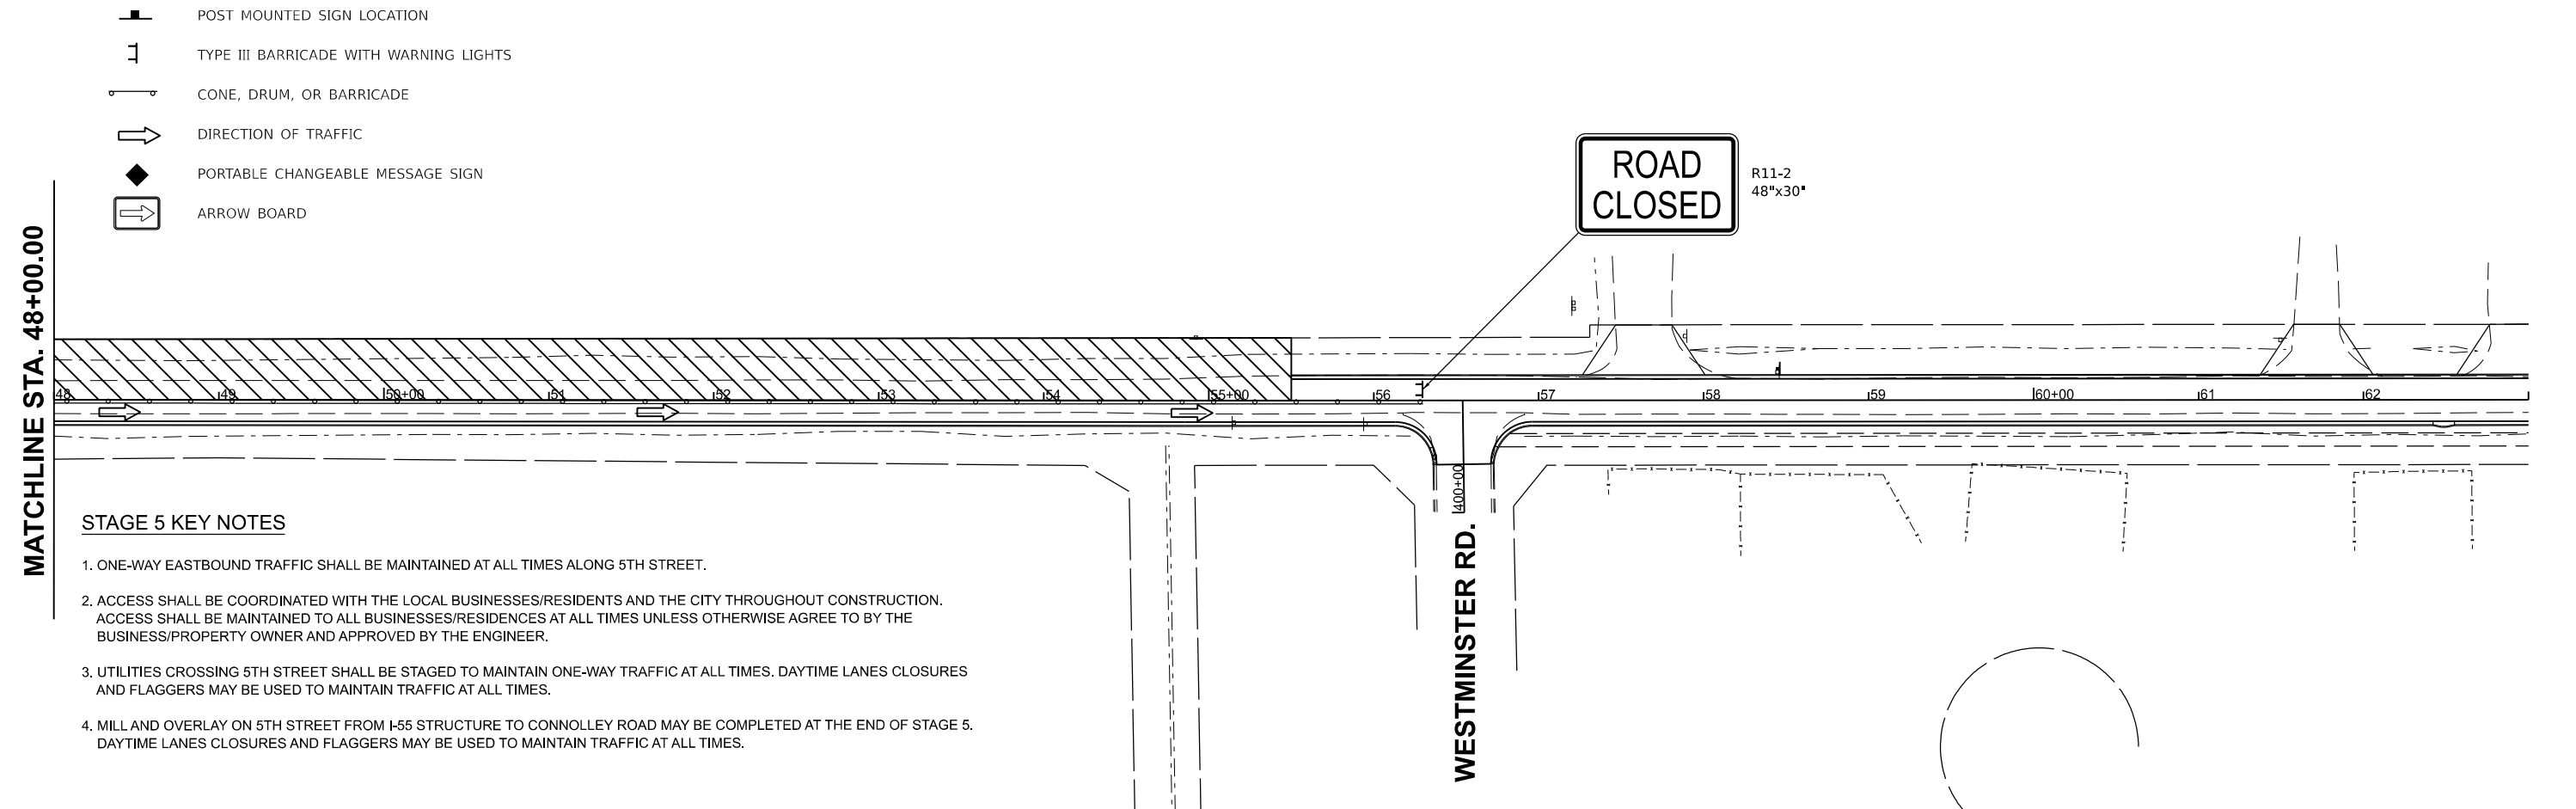 POST MOUNTED SIGN LOCATION
TYPE III BARRICADE WITH WARNING LIGHTS
CONE, DRUM, OR BARRICADE
DIRECTION OF TRAFFIC
PORTABLE CHANGEABLE MESSAGE SIGN
ARROW BOARD
MATCHLINE STA. 48+00.00
ROAD
CLOSED
R11-2
48"x30"
48 49 50+00 51 52 53 54 55+00 56 57 58 59 60+00 61 62
400+00
WESTMINSTER RD.
STAGE 5 KEY NOTES
1. ONE-WAY EASTBOUND TRAFFIC SHALL BE MAINTAINED AT ALL TIMES ALONG 5TH STREET.
2. ACCESS SHALL BE COORDINATED WITH THE LOCAL BUSINESSES/RESIDENTS AND THE CITY THROUGHOUT CONSTRUCTION.
ACCESS SHALL BE MAINTAINED TO ALL BUSINESSES/RESIDENCES AT ALL TIMES UNLESS OTHERWISE AGREE TO BY THE
BUSINESS/PROPERTY OWNER AND APPROVED BY THE ENGINEER.
3. UTILITIES CROSSING 5TH STREET SHALL BE STAGED TO MAINTAIN ONE-WAY TRAFFIC AT ALL TIMES. DAYTIME LANES CLOSURES
AND FLAGGERS MAY BE USED TO MAINTAIN TRAFFIC AT ALL TIMES.
4. MILL AND OVERLAY ON 5TH STREET FROM I-55 STRUCTURE TO CONNOLLEY ROAD MAY BE COMPLETED AT THE END OF STAGE 5.
DAYTIME LANES CLOSURES AND FLAGGERS MAY BE USED TO MAINTAIN TRAFFIC AT ALL TIMES.